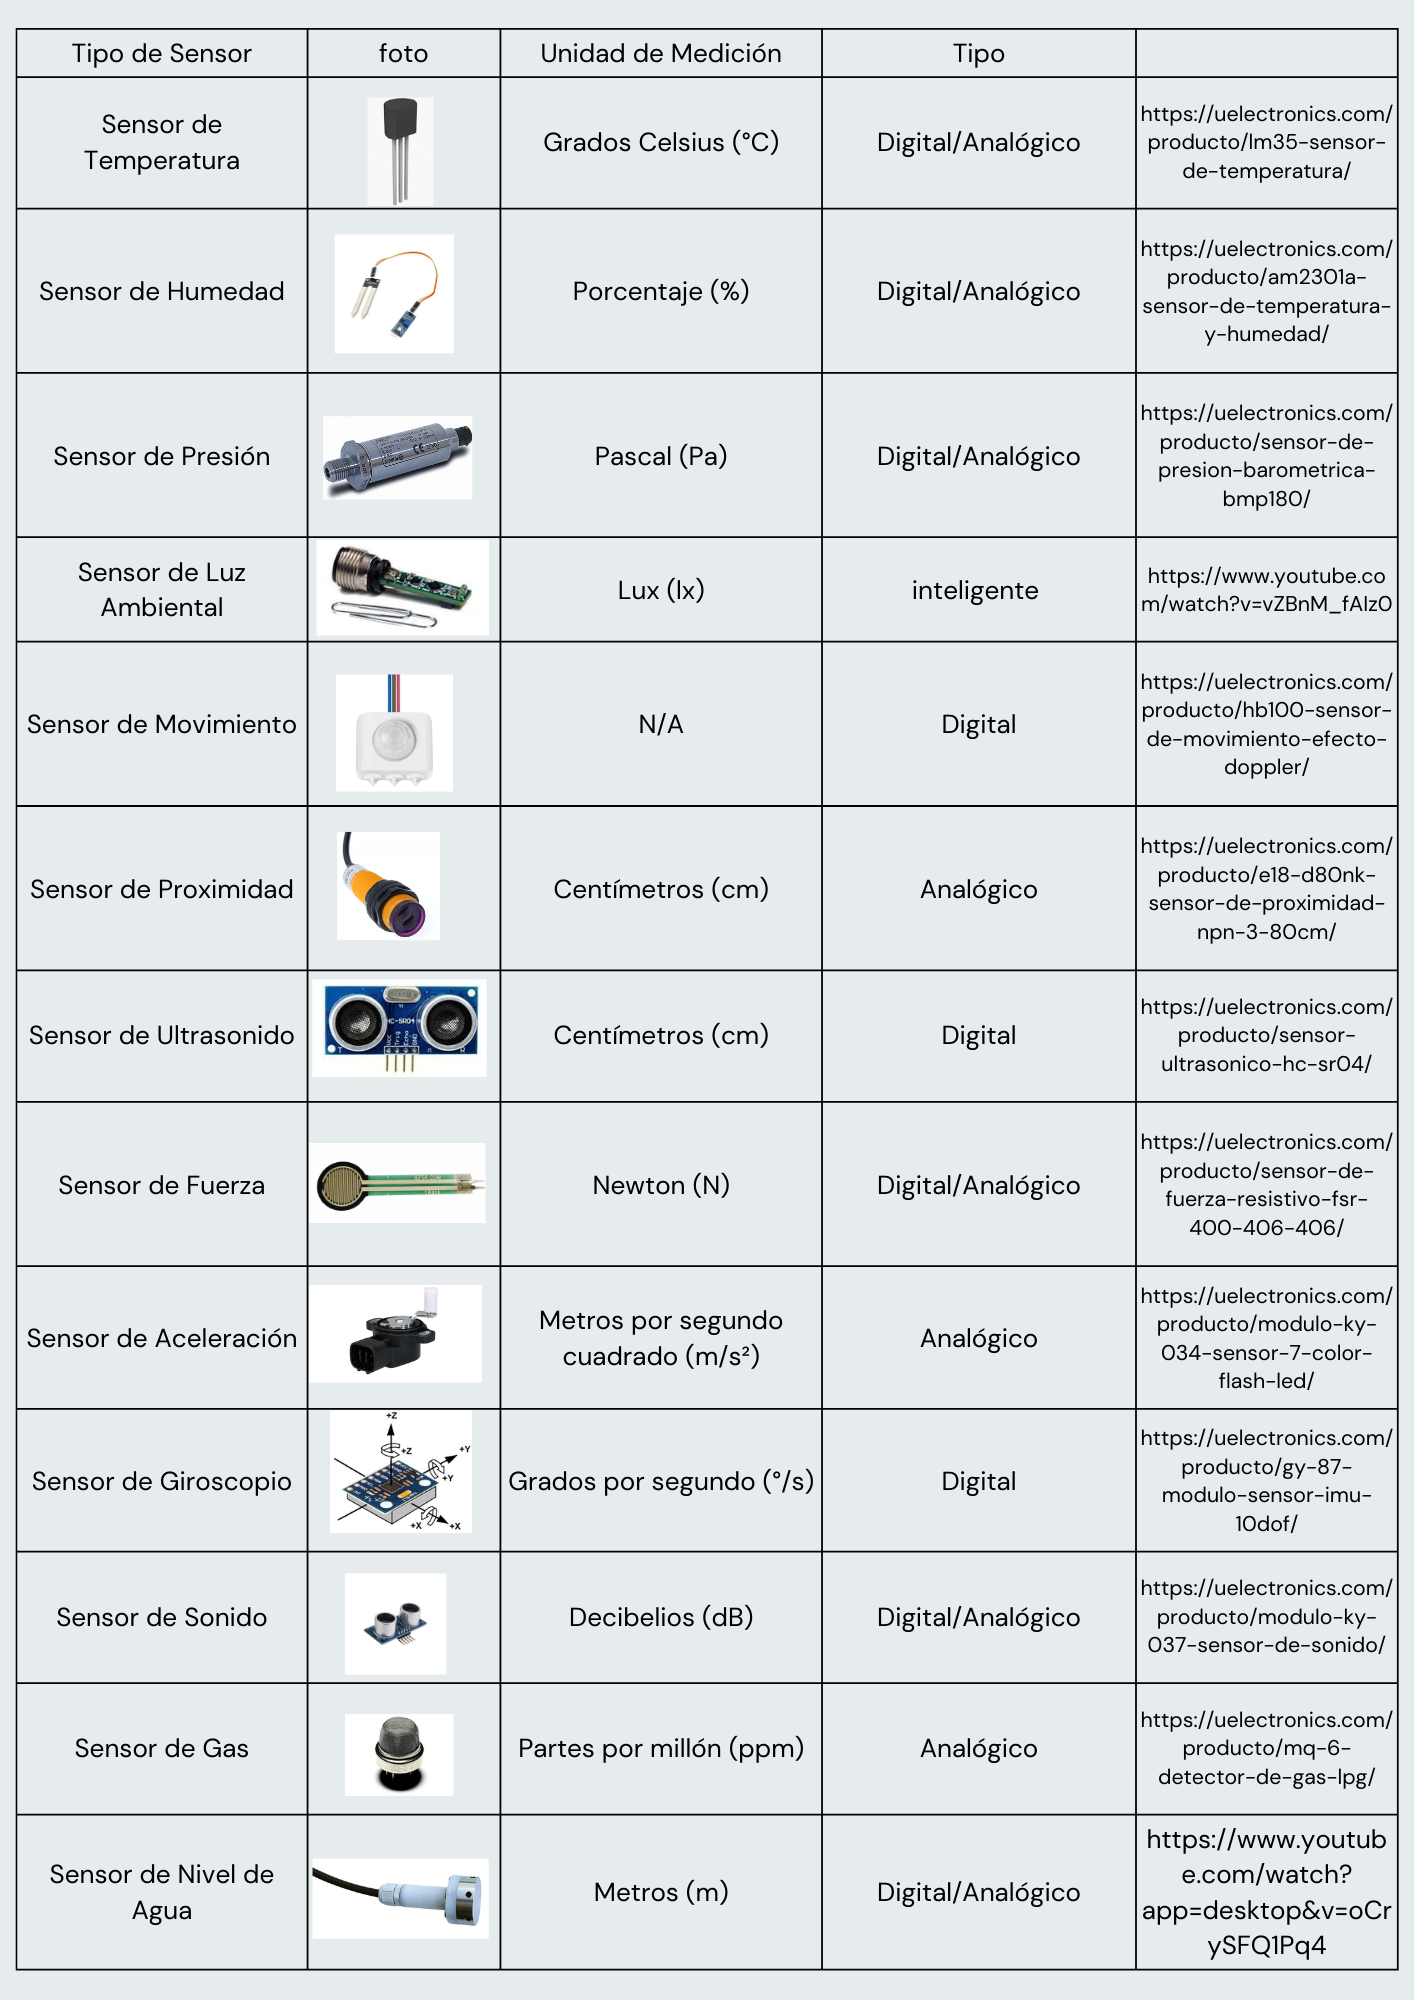 Tipo de Sensor
foto
Unidad de Medición
Tipo
Sensor de
Temperatura
Grados Celsius (°C)
Digital/Analógico
https://uelectronics.com/
producto/lm35-sensor-
de-temperatura/
Sensor de Humedad
Porcentaje (%)
Digital/Analógico
https://uelectronics.com/
producto/am2301a-
sensor-de-temperatura-
y-humedad/
Sensor de Presión
Pascal (Pa)
Digital/Analógico
https://uelectronics.com/
producto/sensor-de-
presion-barometrica-
bmp180/
Sensor de Luz
Ambiental
Lux (lx)
inteligente
https://www.youtube.co
m/watch?v=vZBnM_fAlz0
Sensor de Movimiento
N/A
Digital
https://uelectronics.com/
producto/hb100-sensor-
de-movimiento-efecto-
doppler/
Sensor de Proximidad
Centímetros (cm)
Analógico
https://uelectronics.com/
producto/e18-d80nk-
sensor-de-proximidad-
npn-3-80cm/
Sensor de Ultrasonido
HC-SR04
Vcc
Trig
Echo
GND
T
R
Centímetros (cm)
Digital
https://uelectronics.com/
producto/sensor-
ultrasonico-hc-sr04/
Sensor de Fuerza
Newton (N)
Digital/Analógico
https://uelectronics.com/
producto/sensor-de-
fuerza-resistivo-fsr-
400-406-406/
Sensor de Aceleración
Metros por segundo
cuadrado (m/s²)
Analógico
https://uelectronics.com/
producto/modulo-ky-
034-sensor-7-color-
flash-led/
Sensor de Giroscopio
+Z
+Z
+Y
+Y
+X
+X
Grados por segundo (°/s)
Digital
https://uelectronics.com/
producto/gy-87-
modulo-sensor-imu-
10dof/
Sensor de Sonido
Decibelios (dB)
Digital/Analógico
https://uelectronics.com/
producto/modulo-ky-
037-sensor-de-sonido/
Sensor de Gas
Partes por millón (ppm)
Analógico
https://uelectronics.com/
producto/mq-6-
detector-de-gas-lpg/
Sensor de Nivel de
Agua
Metros (m)
Digital/Analógico
https://www.youtub
e.com/watch?
app=desktop&v=oCr
ySFQ1Pq4